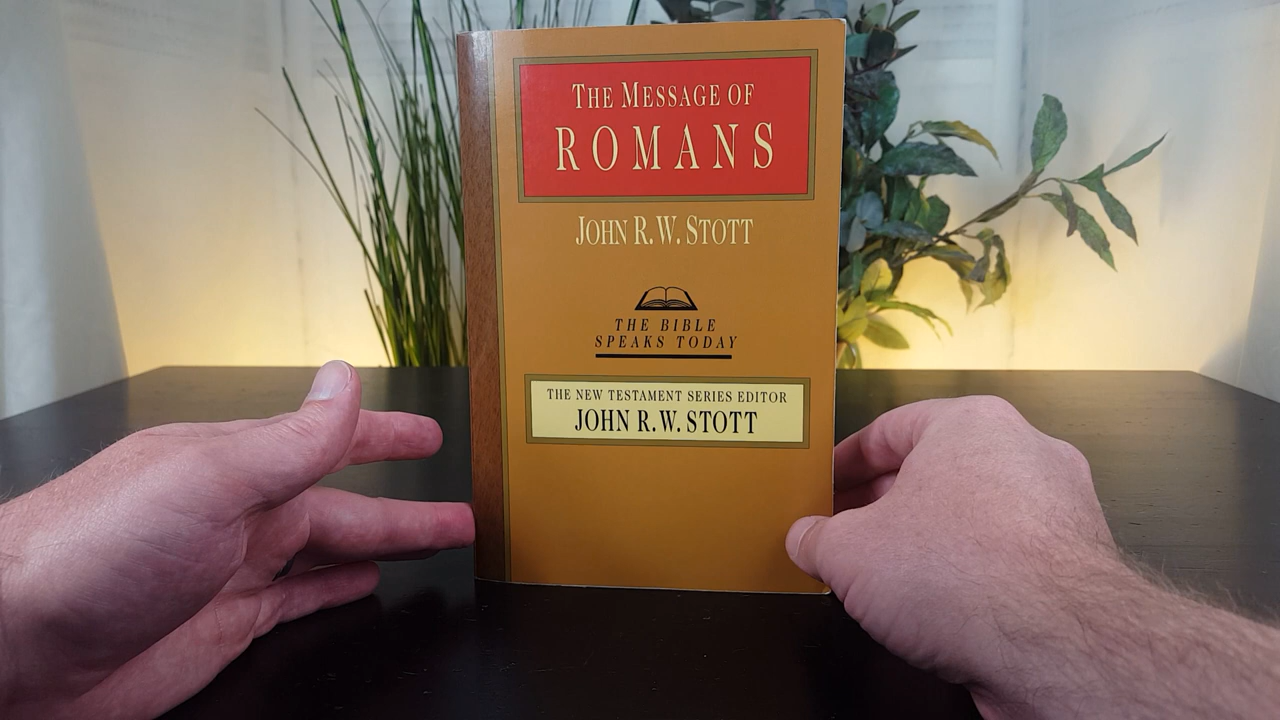 The Message of
ROMANS
John R.W. Stott
THE BIBLE
SPEAKS TODAY
THE NEW TESTAMENT SERIES EDITOR
JOHN R.W. STOTT